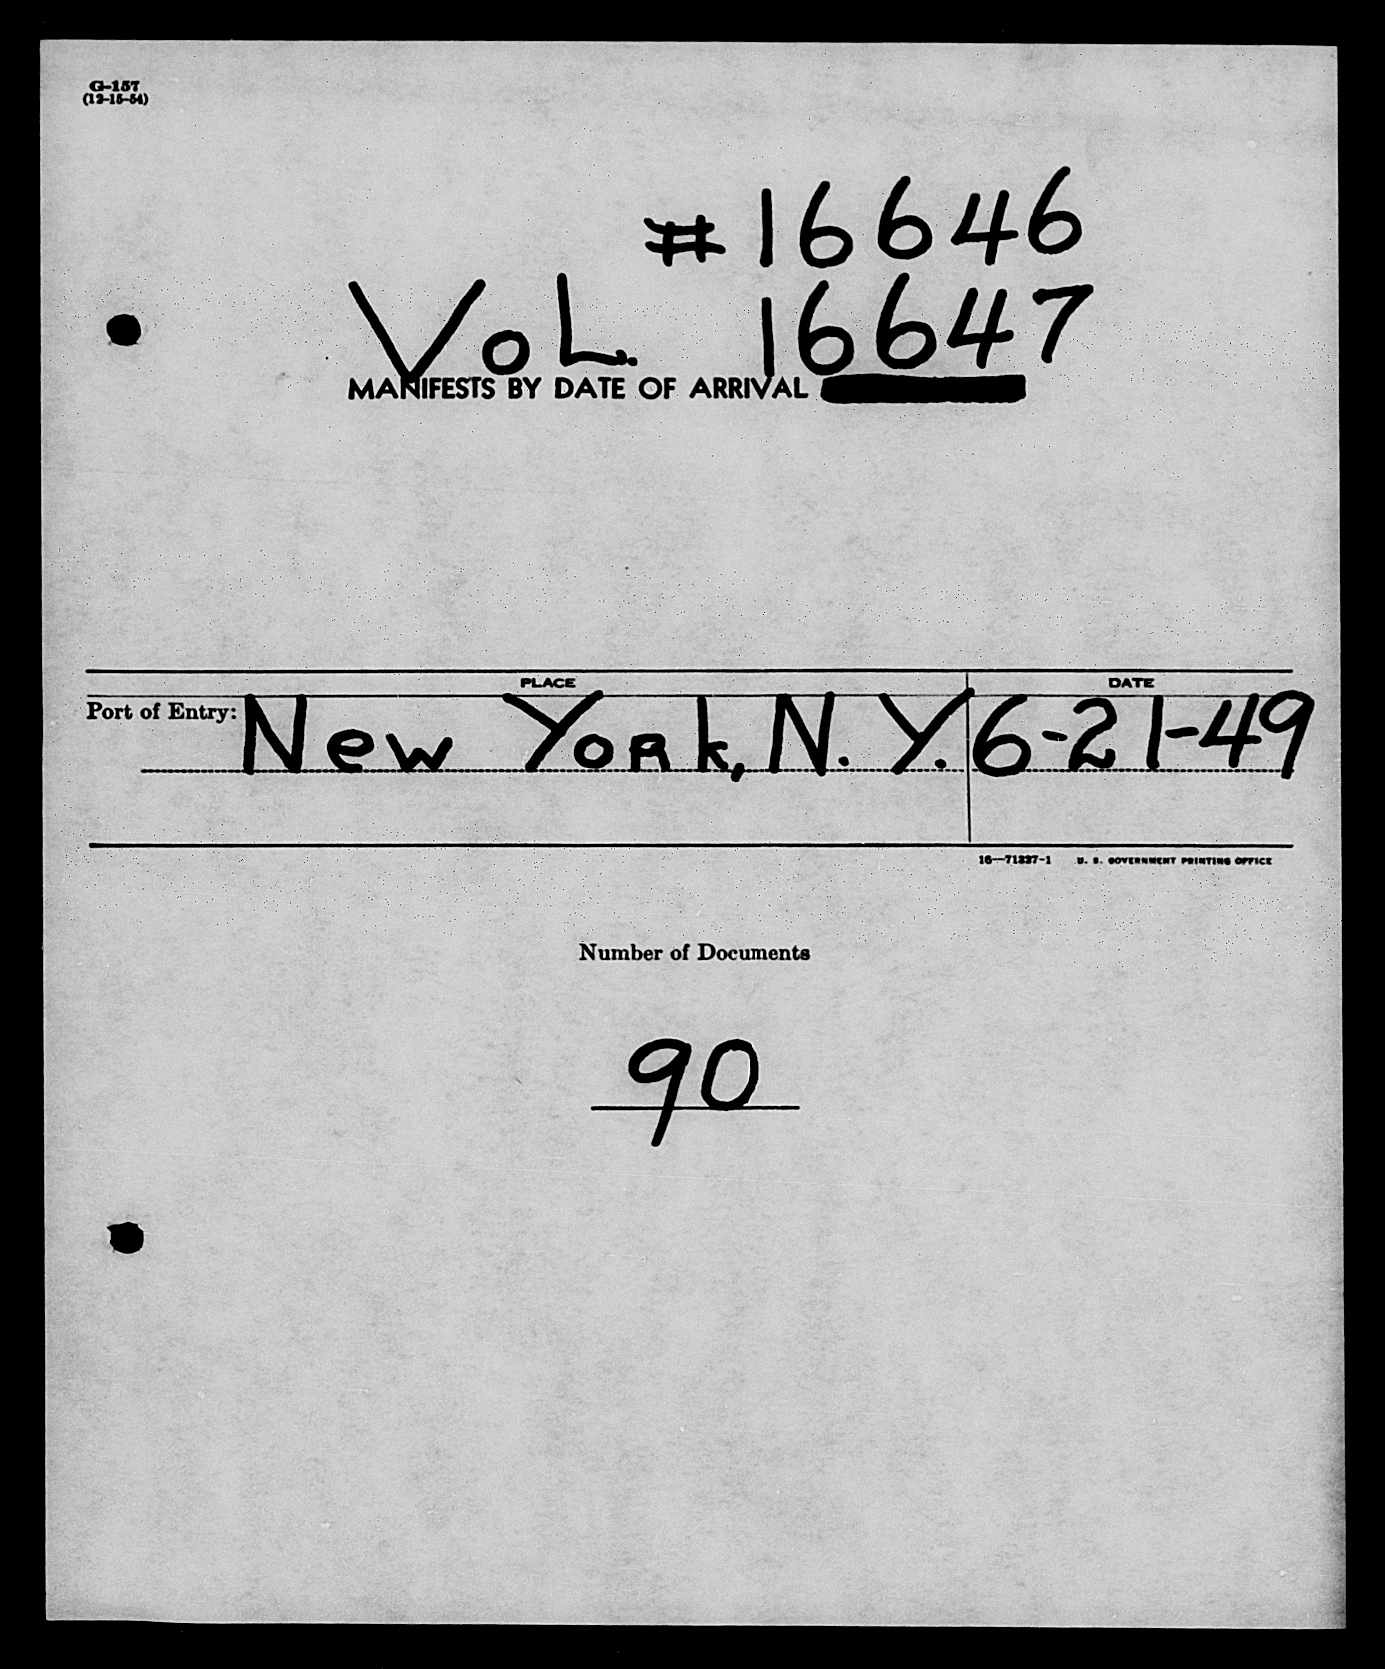 G-157
(12-15-54)
# 16646
VOL. 16647
MANIFESTS BY DATE OF ARRIVAL
PLACE DATE
Port of Entry: New York, N. Y. 6-21-49
16—71327-1 U. S. GOVERNMENT PRINTING OFFICE
Number of Documents
90